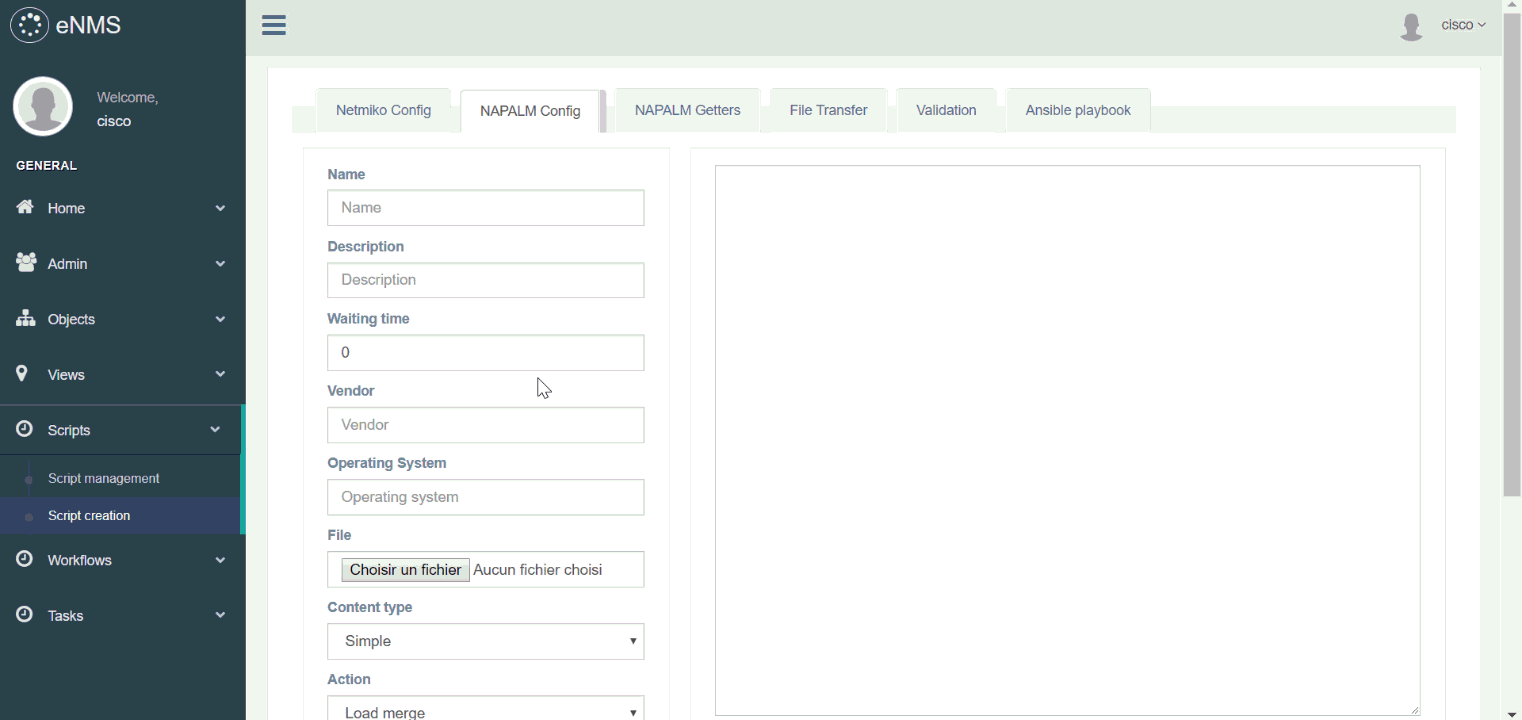 eNMS
cisco
Welcome,
cisco
GENERAL
Home
Admin
Objects
Views
Scripts
Script management
Script creation
Workflows
Tasks
Netmiko Config
NAPALM Config
NAPALM Getters
File Transfer
Validation
Ansible playbook
Name
Name
Description
Description
Waiting time
0
Vendor
Vendor
Operating System
Operating system
File
Choisir un fichier Aucun fichier choisi
Content type
Simple
Action
Load merge